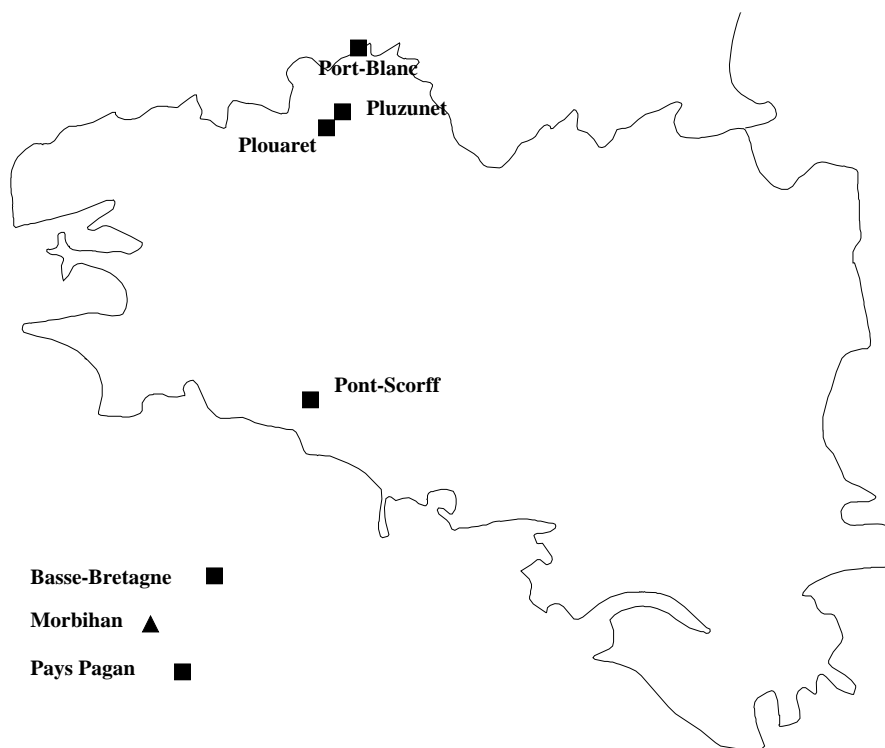 Port-Blanc
Pluzunet
Plouaret
Pont-Scorff
Basse-Bretagne
Morbihan
Pays Pagan